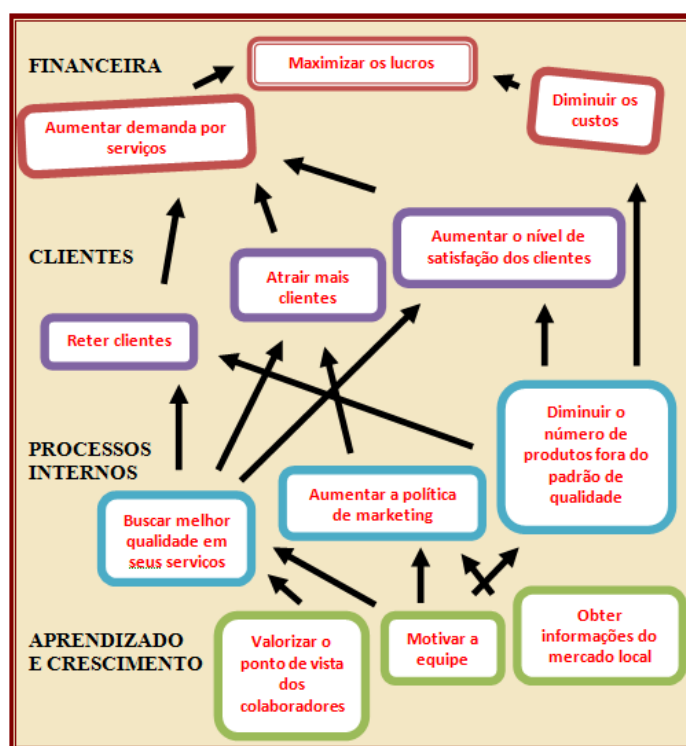 FINANCEIRA
Maximizar os lucros
Diminuir os
custos
Aumentar demanda por
serviços
CLIENTES
Aumentar o nível de
satisfação dos clientes
Atrair mais
clientes
Reter clientes
PROCESSOS
INTERNOS
Diminuir o
número de
produtos fora do
padrão de
qualidade
Aumentar a política
de marketing
Buscar melhor
qualidade em
seus serviços
APRENDIZADO
E CRESCIMENTO
Valorizar o
ponto de vista
dos
colaboradores
Motivar a
equipe
Obter
informações do
mercado local